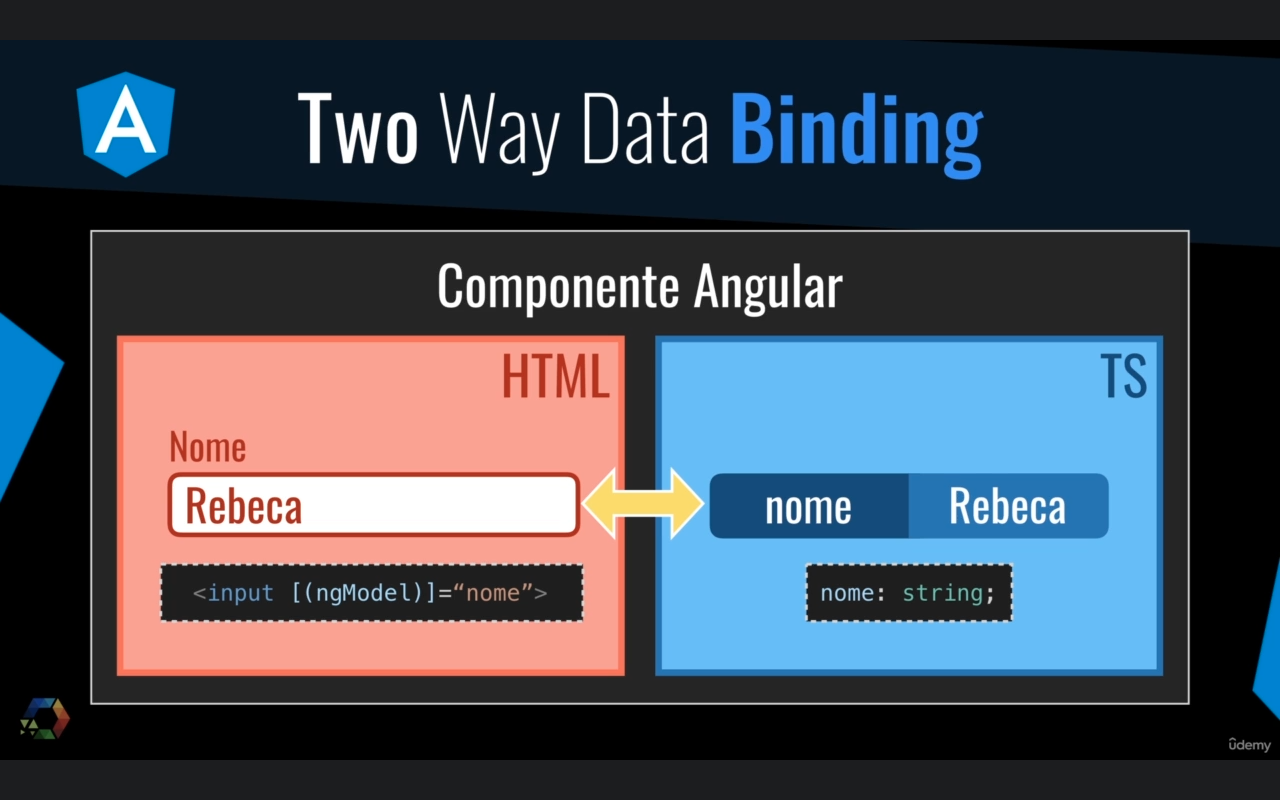 A
Two Way Data Binding
Componente Angular
HTML
TS
Nome
Rebeca
nome Rebeca
<input [(ngModel)]=“nome”>
nome: string;
ûdemy